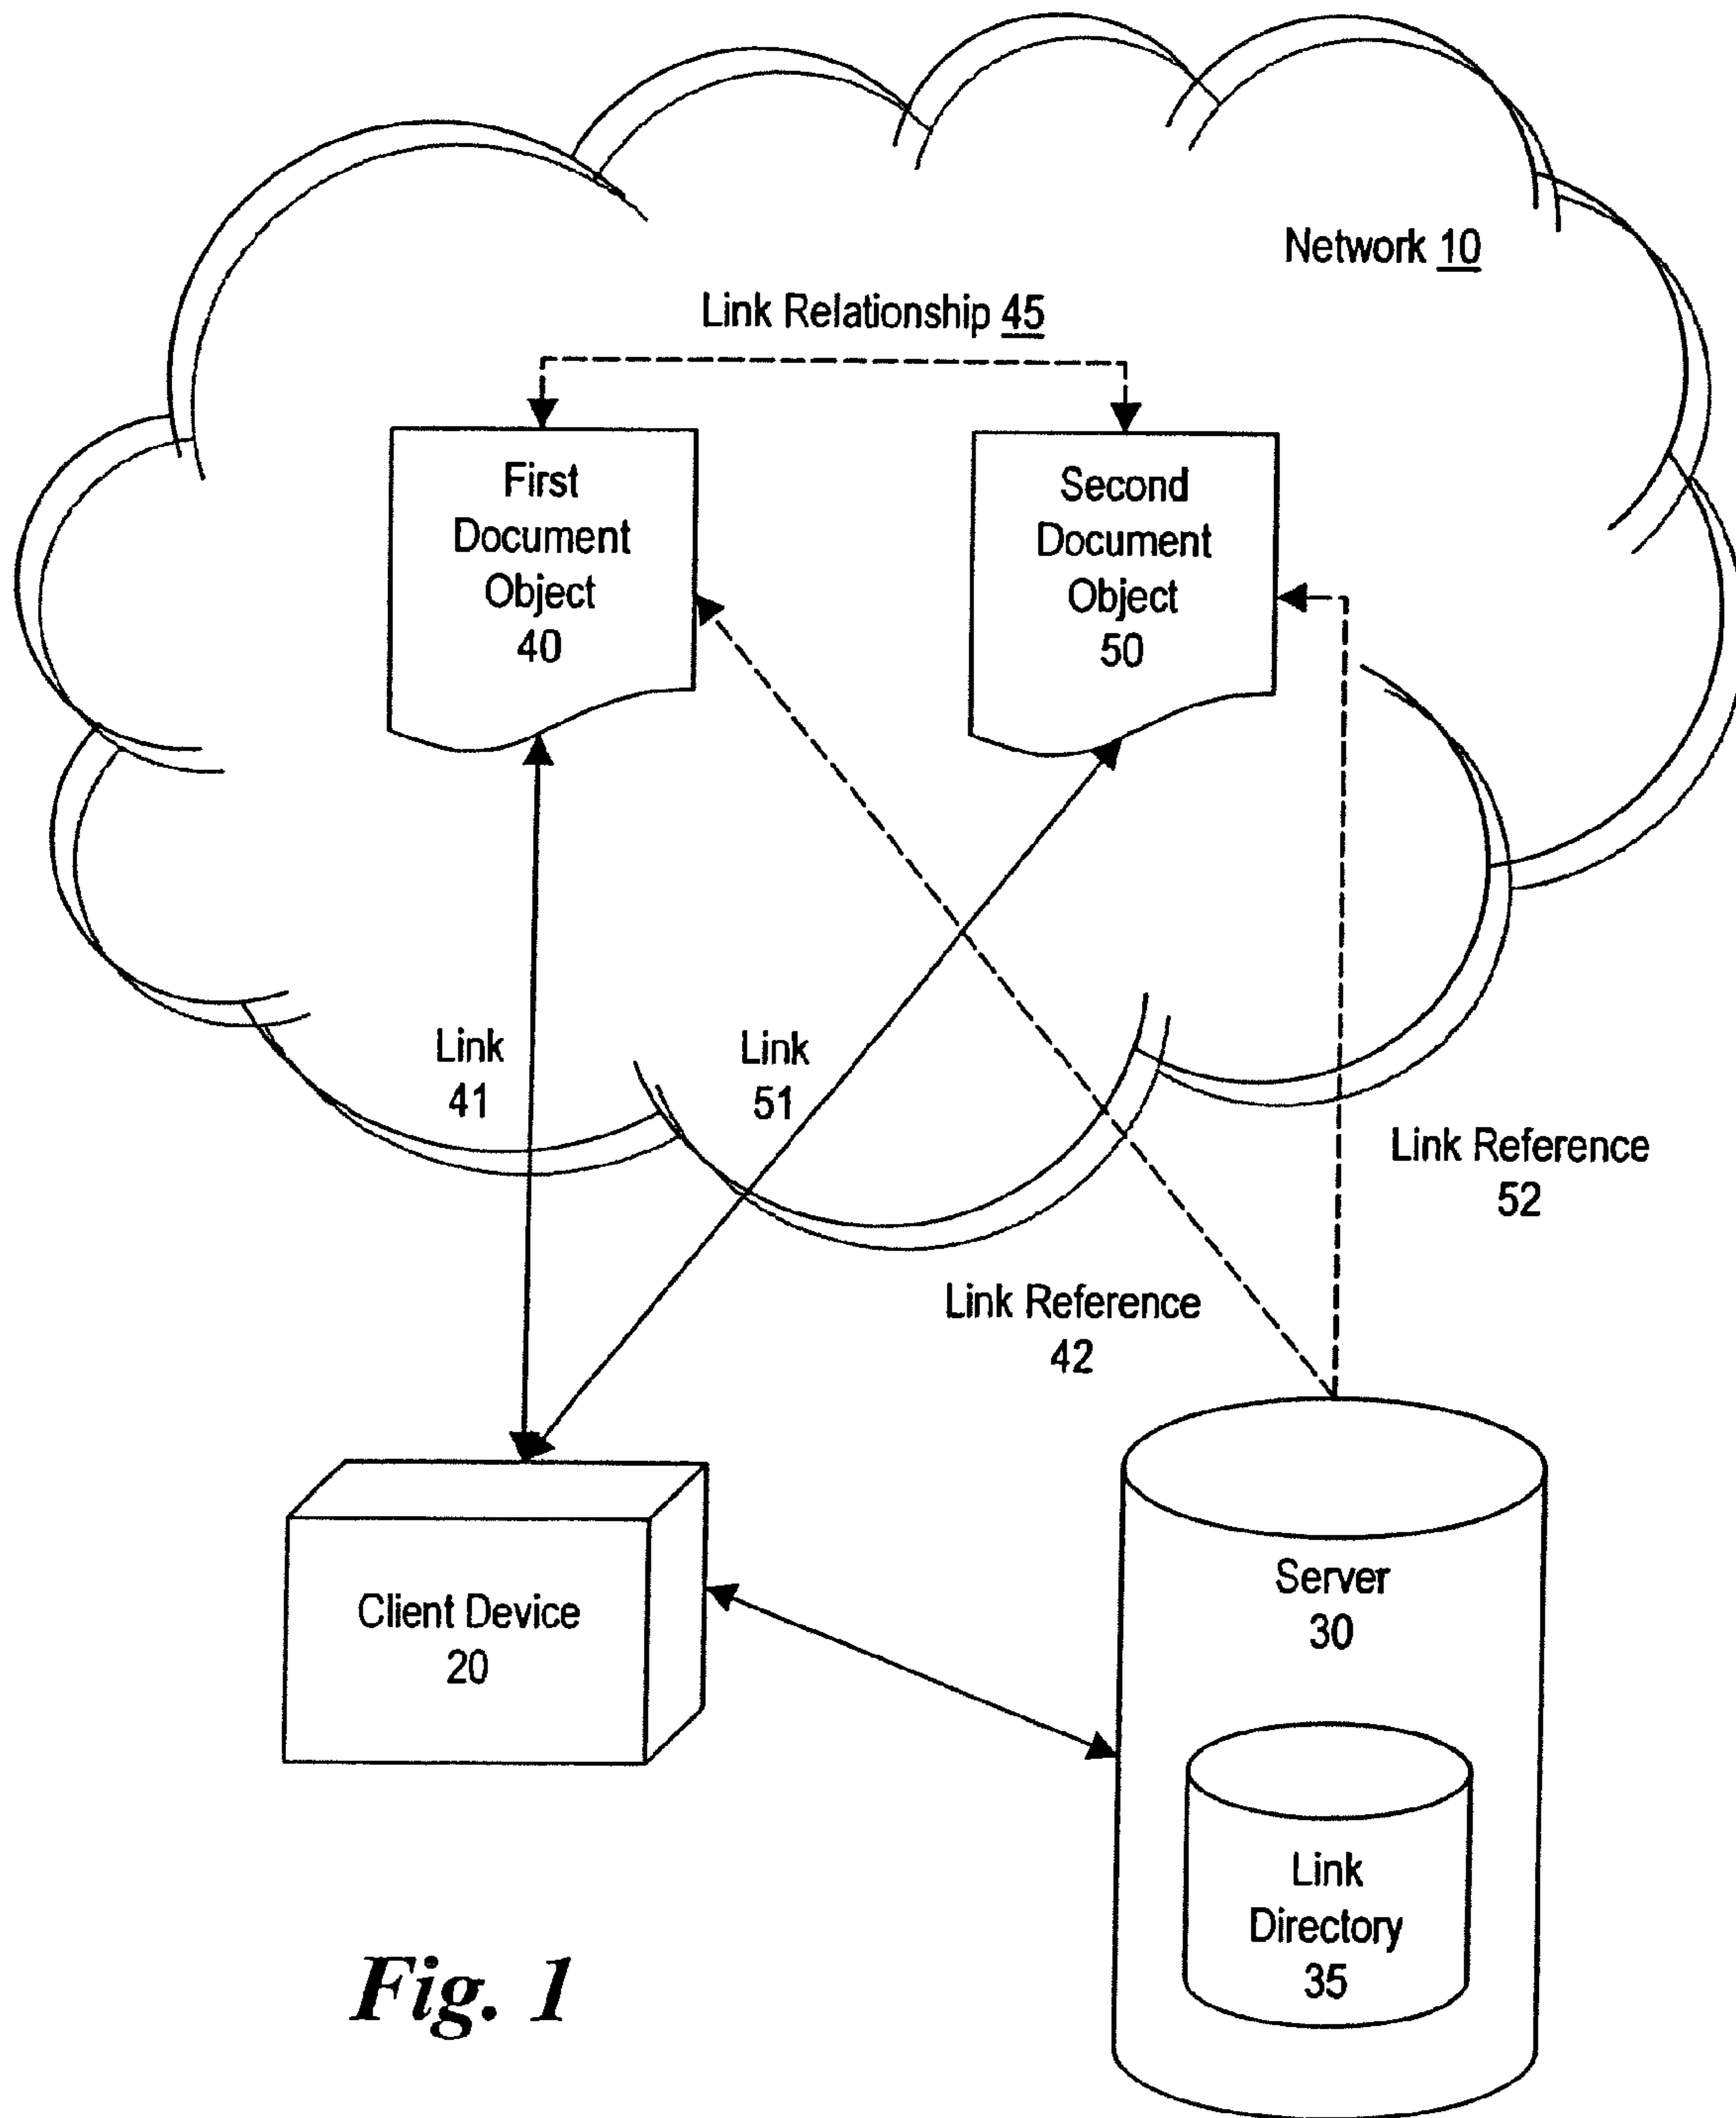 Network 10
Link Relationship 45
First
Document
Object
40
Second
Document
Object
50
Link
41
Link
51
Link Reference
52
Link Reference
42
Client Device
20
Server
30
Link
Directory
35
Fig. 1